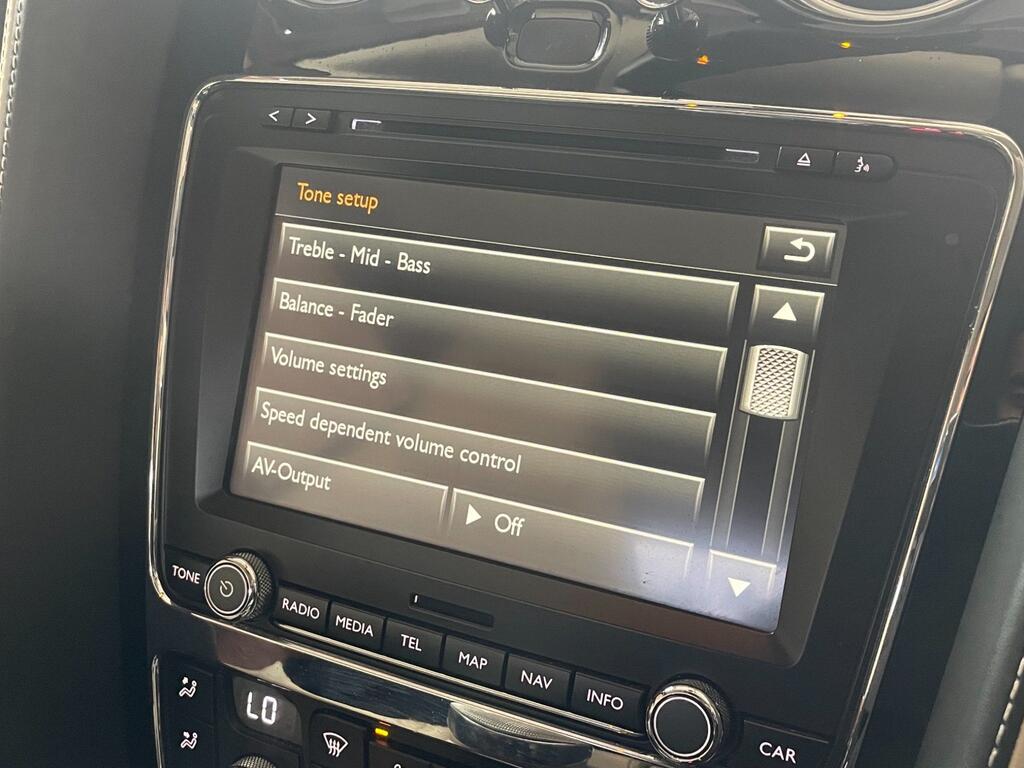 Tone setup
Treble - Mid - Bass
Balance - Fader
Volume settings
Speed dependent volume control
AV-Output
Off
TONE
RADIO
MEDIA
TEL
MAP
NAV
INFO
CAR
LO